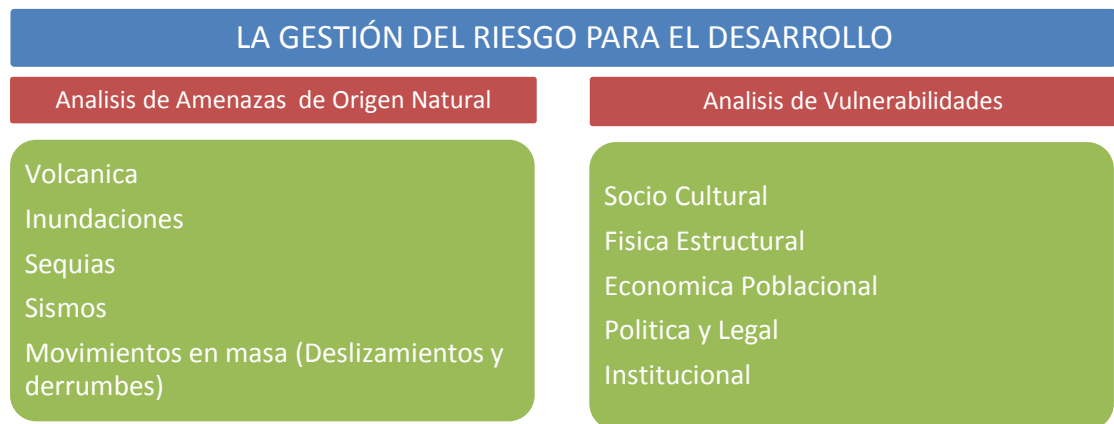 LA GESTIÓN DEL RIESGO PARA EL DESARROLLO
Analisis de Amenazas de Origen Natural
Volcanica
Inundaciones
Sequias
Sismos
Movimientos en masa (Deslizamientos y
derrumbes)
Analisis de Vulnerabilidades
Socio Cultural
Fisica Estructural
Economica Poblacional
Politica y Legal
Institucional